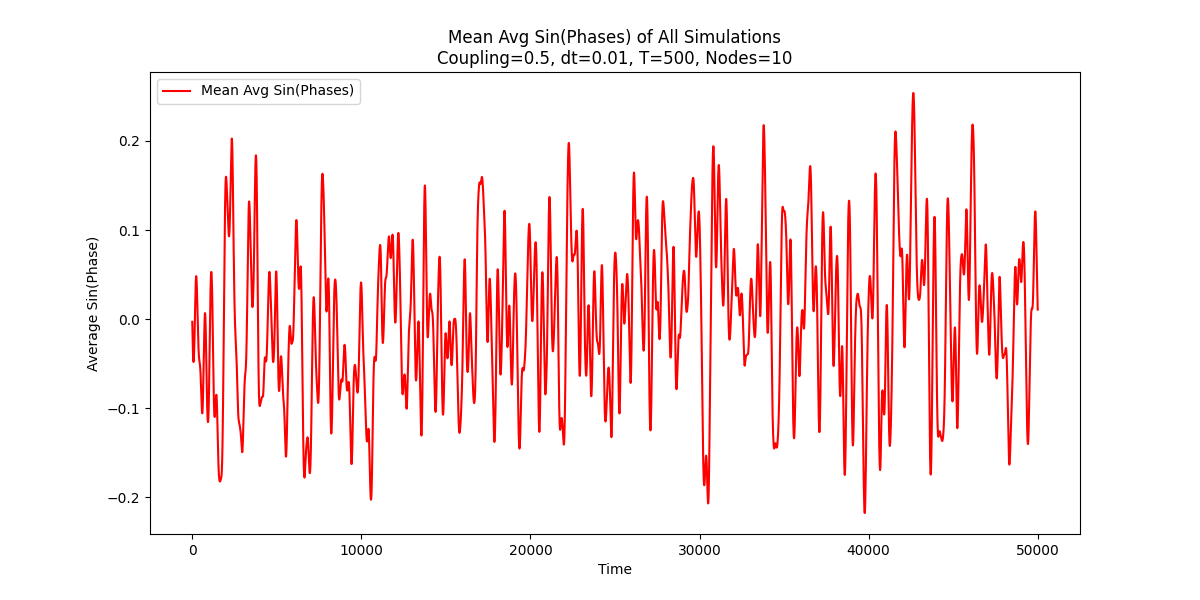 Mean Avg Sin(Phases) of All Simulations
Coupling=0.5, dt=0.01, T=500, Nodes=10
Mean Avg Sin(Phases)
Average Sin(Phase)
0.2
0.1
0.0
−0.1
−0.2
0 10000 20000 30000 40000 50000
Time